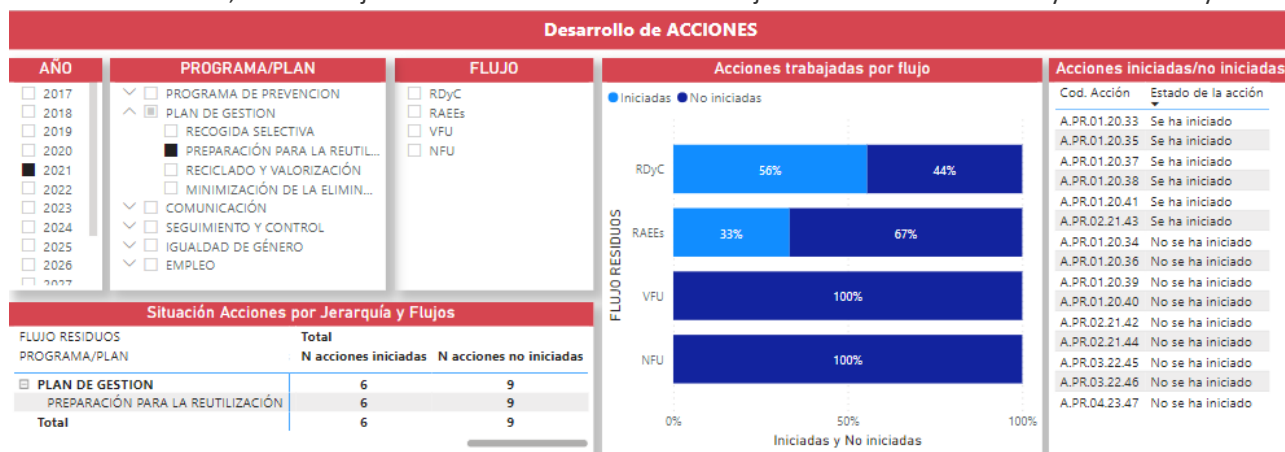 Desarrollo de ACCIONES
AÑO
2017
2018
2019
2020
2021
2022
2023
2024
2025
2026
2027
PROGRAMA/PLAN
PROGRAMA DE PREVENCION
PLAN DE GESTION
RECOGIDA SELECTIVA
PREPARACIÓN PARA LA REUTIL...
RECICLADO Y VALORIZACIÓN
MINIMIZACIÓN DE LA ELIMIN...
COMUNICACIÓN
SEGUIMIENTO Y CONTROL
IGUALDAD DE GÉNERO
EMPLEO
FLUJO
RDyC
RAEEs
VFU
NFU
Situación Acciones por Jerarquía y Flujos
FLUJO RESIDUOS Total
PROGRAMA/PLAN N acciones iniciadas N acciones no iniciadas
PLAN DE GESTION 6 9
PREPARACIÓN PARA LA REUTILIZACIÓN 6 9
Total 6 9
Acciones trabajadas por flujo
Iniciadas No iniciadas
FLUJO RESIDUOS
RDyC 56% 44%
RAEEs 33% 67%
VFU 100%
NFU 100%
0% 50% 100%
Iniciadas y No iniciadas
Acciones iniciadas/no iniciadas
Cod. Acción Estado de la acción
A.PR.01.20.33 Se ha iniciado
A.PR.01.20.35 Se ha iniciado
A.PR.01.20.37 Se ha iniciado
A.PR.01.20.38 Se ha iniciado
A.PR.01.20.41 Se ha iniciado
A.PR.02.21.43 Se ha iniciado
A.PR.01.20.34 No se ha iniciado
A.PR.01.20.36 No se ha iniciado
A.PR.01.20.39 No se ha iniciado
A.PR.01.20.40 No se ha iniciado
A.PR.02.21.42 No se ha iniciado
A.PR.02.21.44 No se ha iniciado
A.PR.03.22.45 No se ha iniciado
A.PR.03.22.46 No se ha iniciado
A.PR.04.23.47 No se ha iniciado